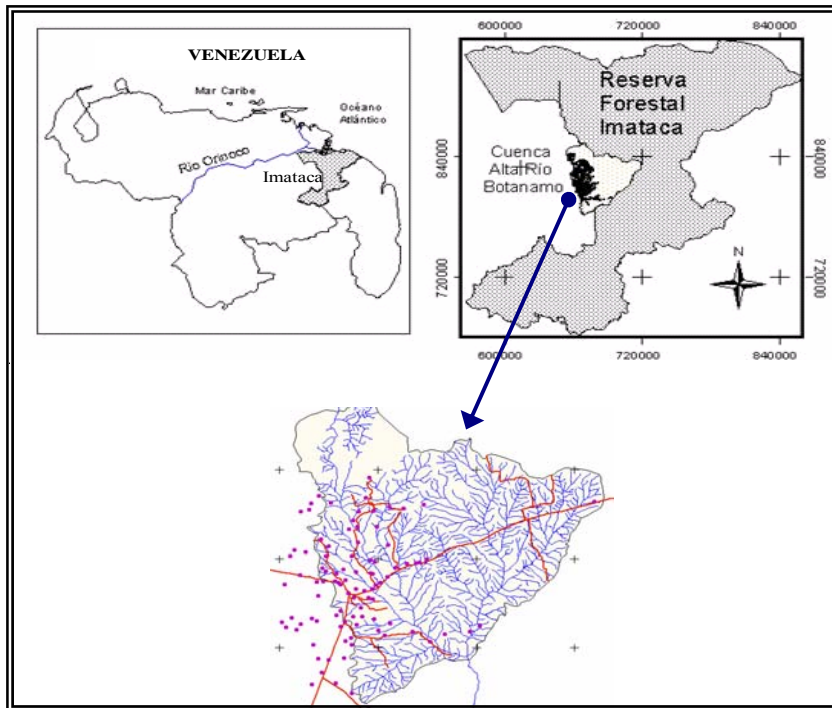 VENEZUELA
Mar Caribe
Océano
Atlántico
Río Orinoco
Imataca
600000 720000 840000
Reserva
Forestal
Imataca
Cuenca
Alta Río
Botanamo
840000
840000
720000
720000
N
600000 720000 840000